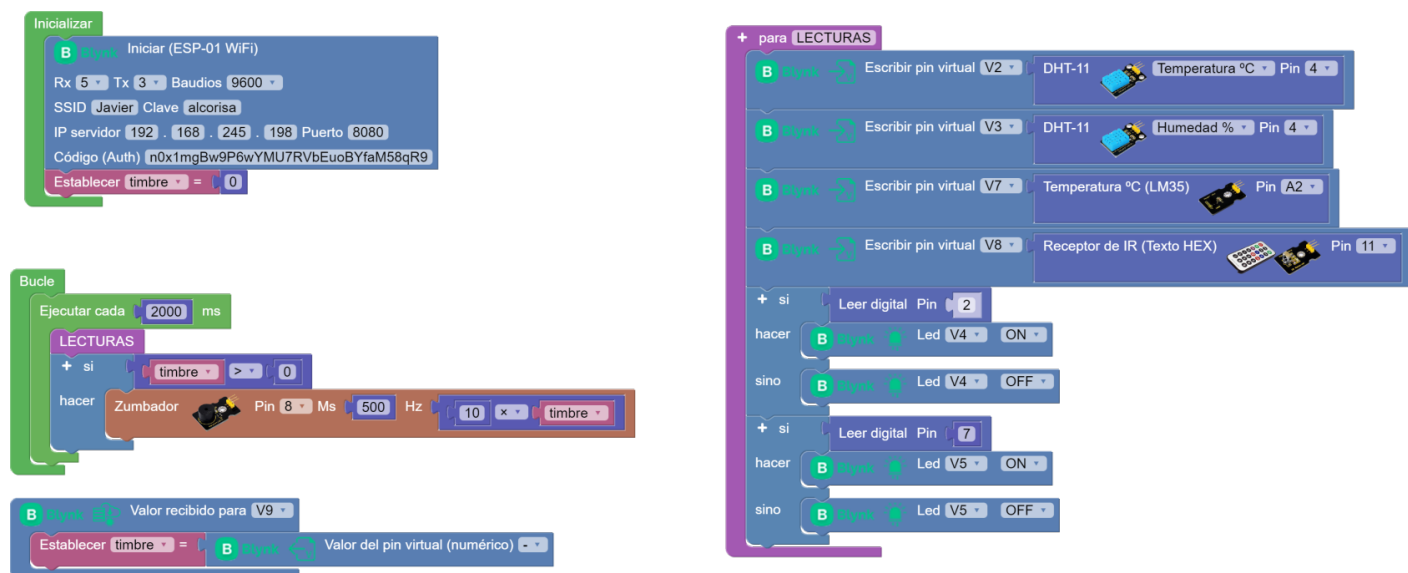 Inicializar
B Blynk Iniciar (ESP-01 WiFi)
Rx 5 Tx 3 Baudios 9600
SSID Javier Clave alcorisa
IP servidor 192 . 168 . 245 . 198 Puerto 8080
Código (Auth) n0x1mgBw9P6wYMU7RVbEuoBYfaM58qR9
Establecer timbre = 0
Bucle
Ejecutar cada 2000 ms
LECTURAS
+ si timbre > 0
hacer Zumbador Pin 8 Ms 500 Hz 10 × timbre
B Blynk Valor recibido para V9
Establecer timbre = B Blynk Valor del pin virtual (numérico) -
+ para LECTURAS
B Blynk Escribir pin virtual V2 DHT-11 Temperatura ºC Pin 4
B Blynk Escribir pin virtual V3 DHT-11 Humedad % Pin 4
B Blynk Escribir pin virtual V7 Temperatura ºC (LM35) Pin A2
B Blynk Escribir pin virtual V8 Receptor de IR (Texto HEX) Pin 11
+ si Leer digital Pin 2
hacer B Blynk Led V4 ON
sino B Blynk Led V4 OFF
+ si Leer digital Pin 7
hacer B Blynk Led V5 ON
sino B Blynk Led V5 OFF